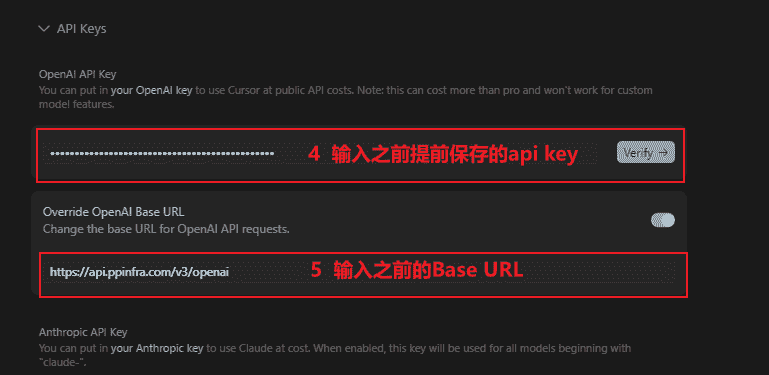 API Keys
OpenAI API Key
You can put in your OpenAI key to use Cursor at public API costs. Note: this can cost more than pro and won't work for custom
model features.
•••••••••••••••••••••••••••••••••••••••••••• 4 输入之前提前保存的api key Verify →
Override OpenAI Base URL
Change the base URL for OpenAI API requests.
https://api.ppinfra.com/v3/openai 5 输入之前的Base URL
Anthropic API Key
You can put in your Anthropic key to use Claude at cost. When enabled, this key will be used for all models beginning with
"claude-".